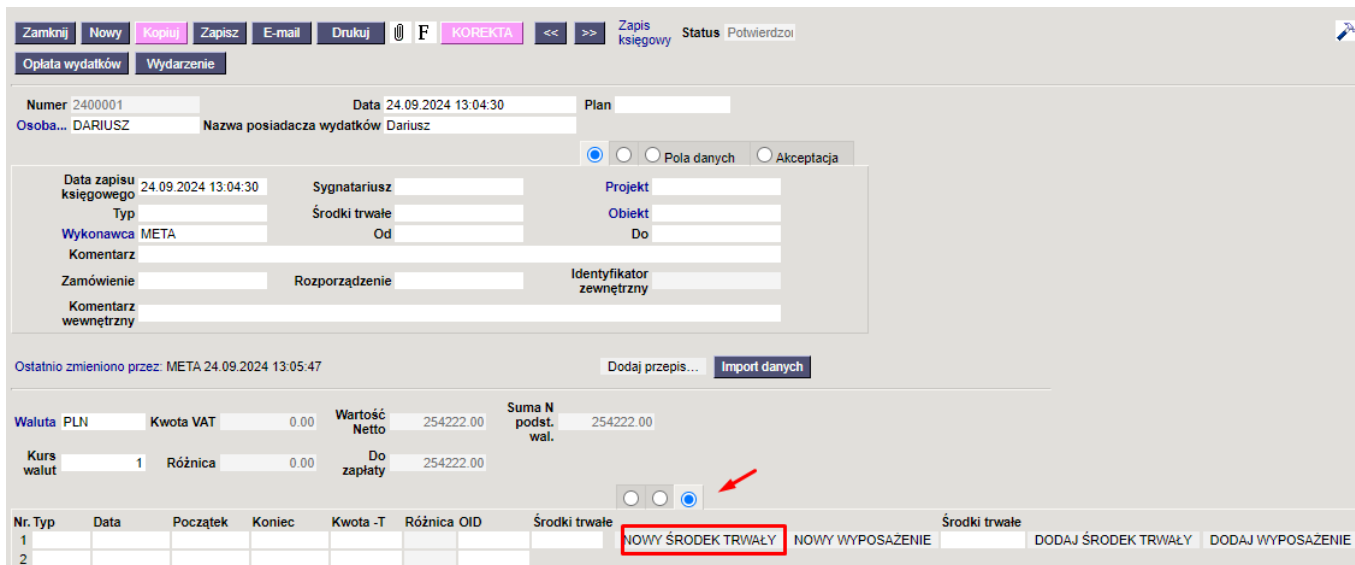 Zamknij Nowy Kopiuj Zapisz E-mail Drukuj F KOREKTA << >> Zapis księgowy Status Potwierdzoı
Opłata wydatków Wydarzenie
Numer 2400001 Data 24.09.2024 13:04:30 Plan
Osoba... DARIUSZ Nazwa posiadacza wydatków Dariusz
Pola danych Akceptacja
Data zapisu księgowego 24.09.2024 13:04:30 Sygnatariusz Projekt
Typ Środki trwałe Obiekt
Wykonawca META Od Do
Komentarz
Zamówienie Rozporządzenie Identyfikator zewnętrzny
Komentarz wewnętrzny
Ostatnio zmieniono przez: META 24.09.2024 13:05:47 Dodaj przepis... Import danych
Waluta PLN Kwota VAT 0.00 Wartość Netto 254222.00 Suma N podst. wal. 254222.00
Kurs walut 1 Różnica 0.00 Do zapłaty 254222.00
Nr. Typ Data Początek Koniec Kwota -T Różnica OID Środki trwałe Środki trwałe
1 NOWY ŚRODEK TRWAŁY NOWY WYPOSAŻENIE DODAJ ŚRODEK TRWAŁY DODAJ WYPOSAŻENIE
2